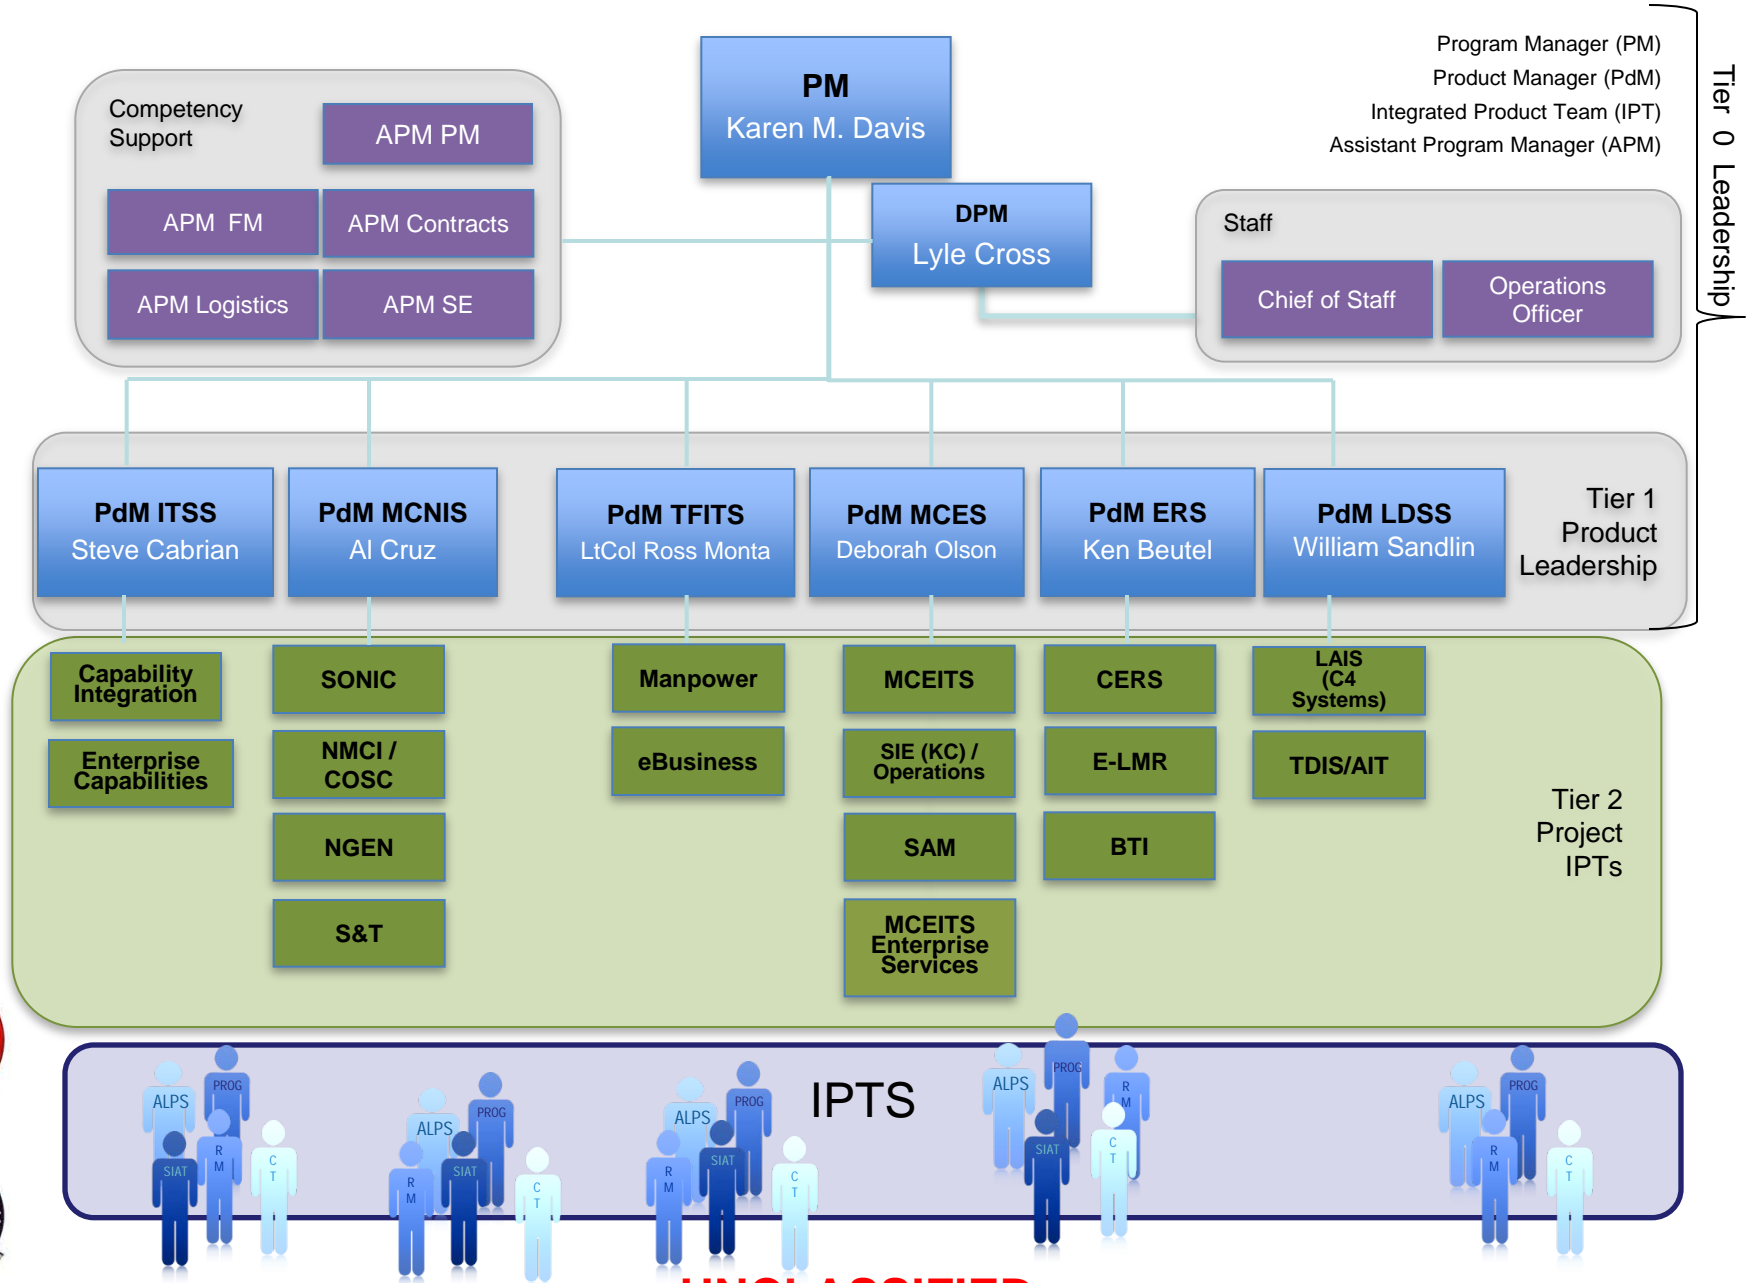 Program Manager (PM)
Product Manager (PdM)
Integrated Product Team (IPT)
Assistant Program Manager (APM)
Tier 0 Leadership
PM
Karen M. Davis
DPM
Lyle Cross
Competency
Support
APM PM
APM FM
APM Contracts
APM Logistics
APM SE
Staff
Chief of Staff
Operations
Officer
PdM ITSS
Steve Cabrian
PdM MCNIS
Al Cruz
PdM TFITS
LtCol Ross Monta
PdM MCES
Deborah Olson
PdM ERS
Ken Beutel
PdM LDSS
William Sandlin
Tier 1
Product
Leadership
Capability
Integration
Enterprise
Capabilities
SONIC
NMCI /
COSC
NGEN
S&T
Manpower
eBusiness
MCEITS
SIE (KC) /
Operations
SAM
MCEITS
Enterprise
Services
CERS
E-LMR
BTI
LAIS
(C4
Systems)
TDIS/AIT
Tier 2
Project
IPTs
IPTS
ALPS
PROG
R
M
SIAT
C
T
ALPS
PROG
R
M
SIAT
C
T
ALPS
PROG
R
M
SIAT
C
T
ALPS
PROG
R
M
SIAT
C
T
ALPS
PROG
R
M
C
T
UNCLASSIFIED